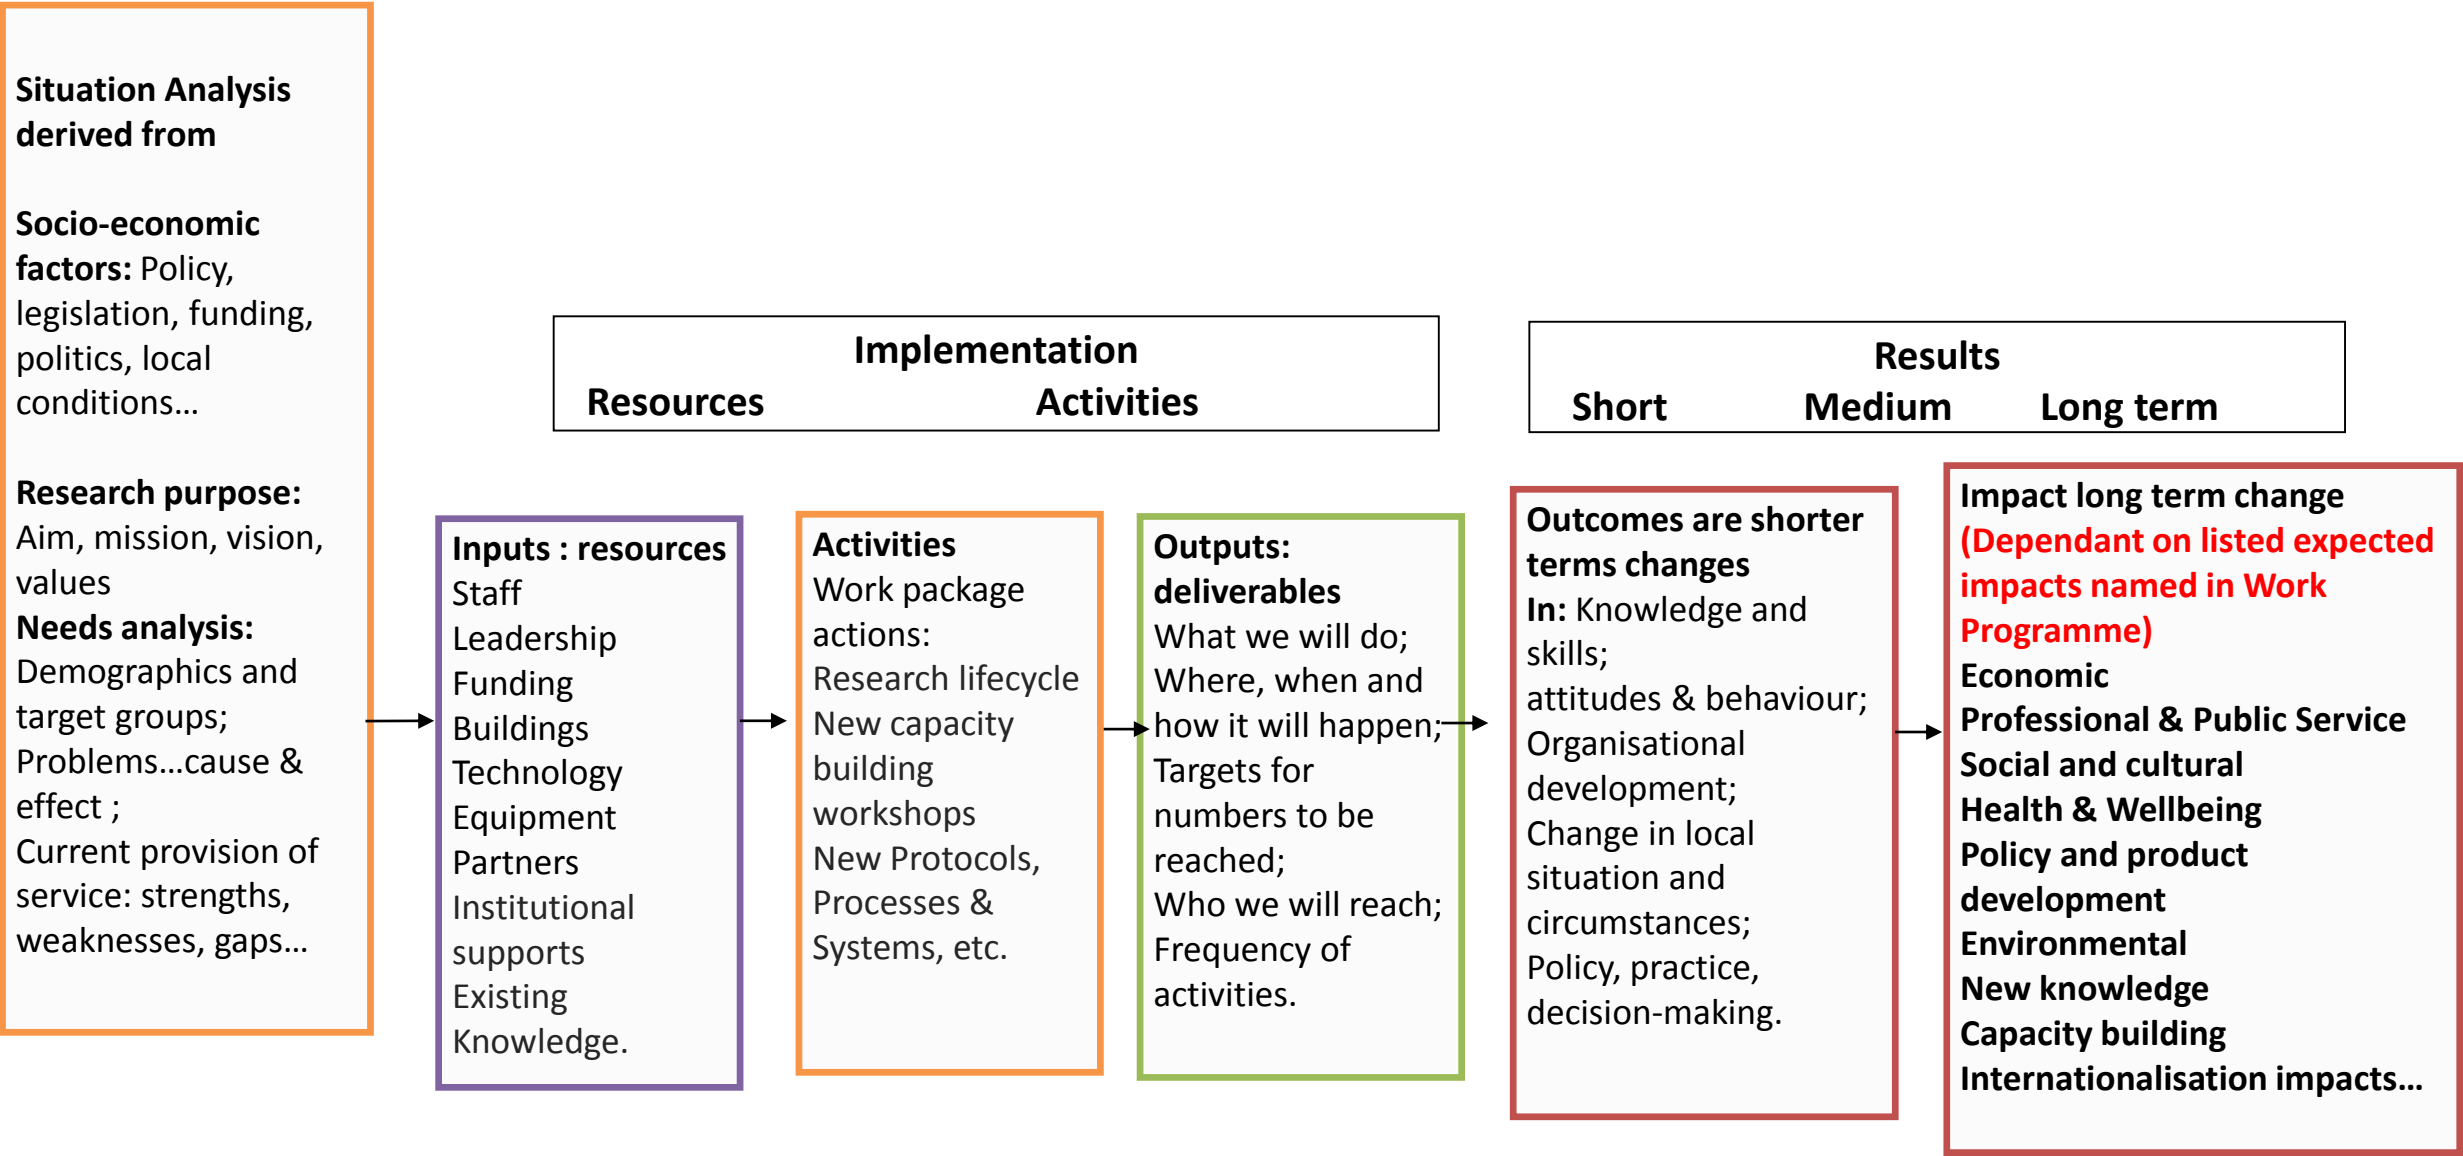 Situation Analysis
derived from
Socio-economic
factors: Policy,
legislation, funding,
politics, local
conditions...
Research purpose:
Aim, mission, vision,
values
Needs analysis:
Demographics and
target groups;
Problems...cause &
effect ;
Current provision of
service: strengths,
weaknesses, gaps...
Implementation
Resources Activities
Results
Short Medium Long term
Inputs : resources
Staff
Leadership
Funding
Buildings
Technology
Equipment
Partners
Institutional
supports
Existing
Knowledge.
Activities
Work package
actions:
Research lifecycle
New capacity
building
workshops
New Protocols,
Processes &
Systems, etc.
Outputs:
deliverables
What we will do;
Where, when and
how it will happen;
Targets for
numbers to be
reached;
Who we will reach;
Frequency of
activities.
Outcomes are shorter
terms changes
In: Knowledge and
skills;
attitudes & behaviour;
Organisational
development;
Change in local
situation and
circumstances;
Policy, practice,
decision-making.
Impact long term change
(Dependant on listed expected
impacts named in Work
Programme)
Economic
Professional & Public Service
Social and cultural
Health & Wellbeing
Policy and product
development
Environmental
New knowledge
Capacity building
Internationalisation impacts...